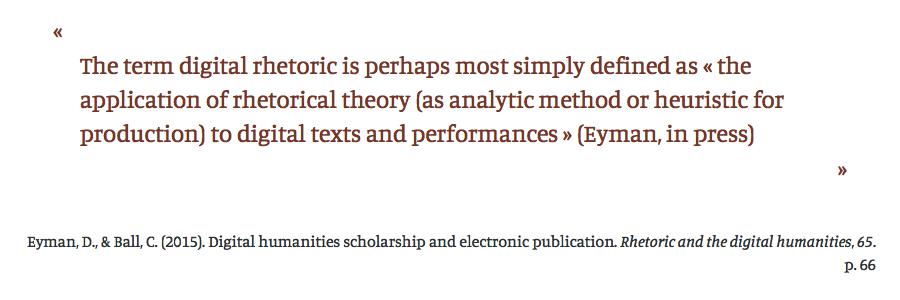 «
The term digital rhetoric is perhaps most simply defined as « the
application of rhetorical theory (as analytic method or heuristic for
production) to digital texts and performances » (Eyman, in press)
»
Eyman, D., & Ball, C. (2015). Digital humanities scholarship and electronic publication. Rhetoric and the digital humanities, 65.
p. 66